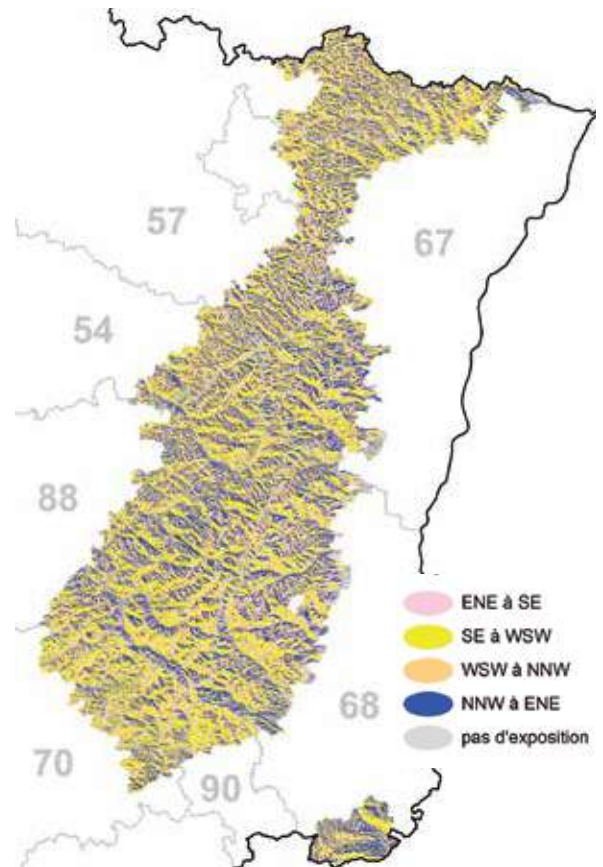 57
67
54
88
ENE à SE
SE à WSW
WSW à NNW
NNW à ENE
pas d'exposition
68
70
90